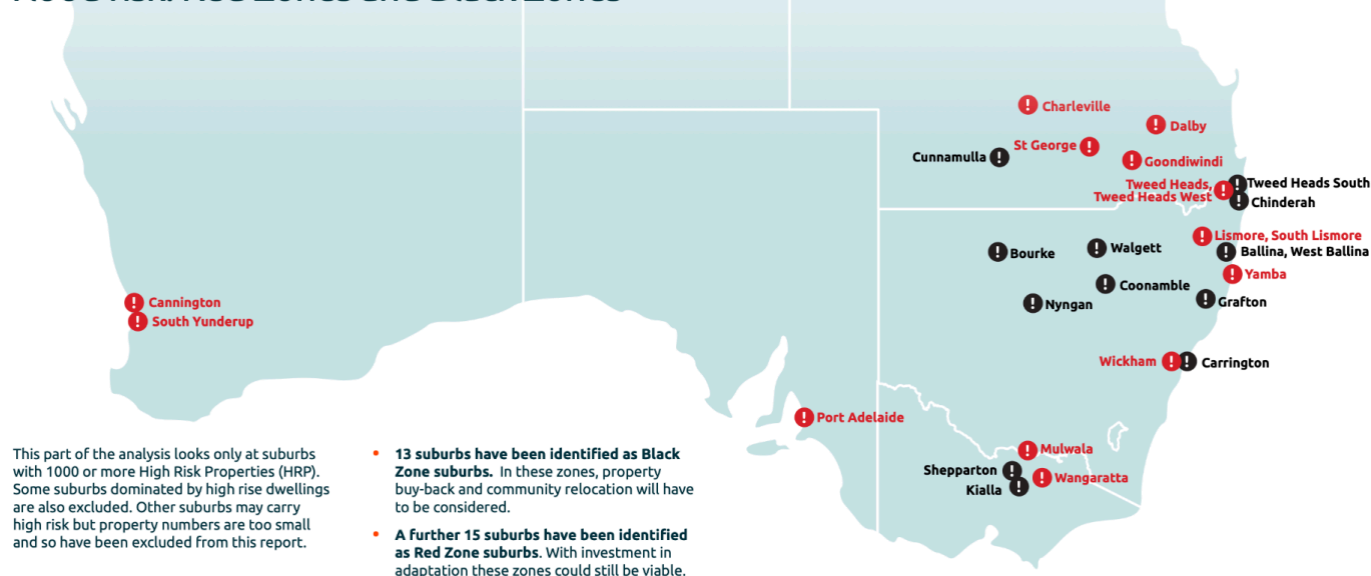 Charleville
Dalby
St George
Cunnamulla
Goondiwindi
Tweed Heads,
Tweed Heads West
Tweed Heads South
Chinderah
Lismore, South Lismore
Ballina, West Ballina
Bourke
Walgett
Yamba
Coonamble
Nyngan
Grafton
Cannington
South Yunderup
Wickham
Carrington
Port Adelaide
Mulwala
Shepparton
Wangaratta
Kialla
This part of the analysis looks only at suburbs
with 1000 or more High Risk Properties (HRP).
Some suburbs dominated by high rise dwellings
are also excluded. Other suburbs may carry
high risk but property numbers are too small
and so have been excluded from this report.
• 13 suburbs have been identified as Black
Zone suburbs. In these zones, property
buy-back and community relocation will have
to be considered.
• A further 15 suburbs have been identified
as Red Zone suburbs. With investment in
adaptation these zones could still be viable.